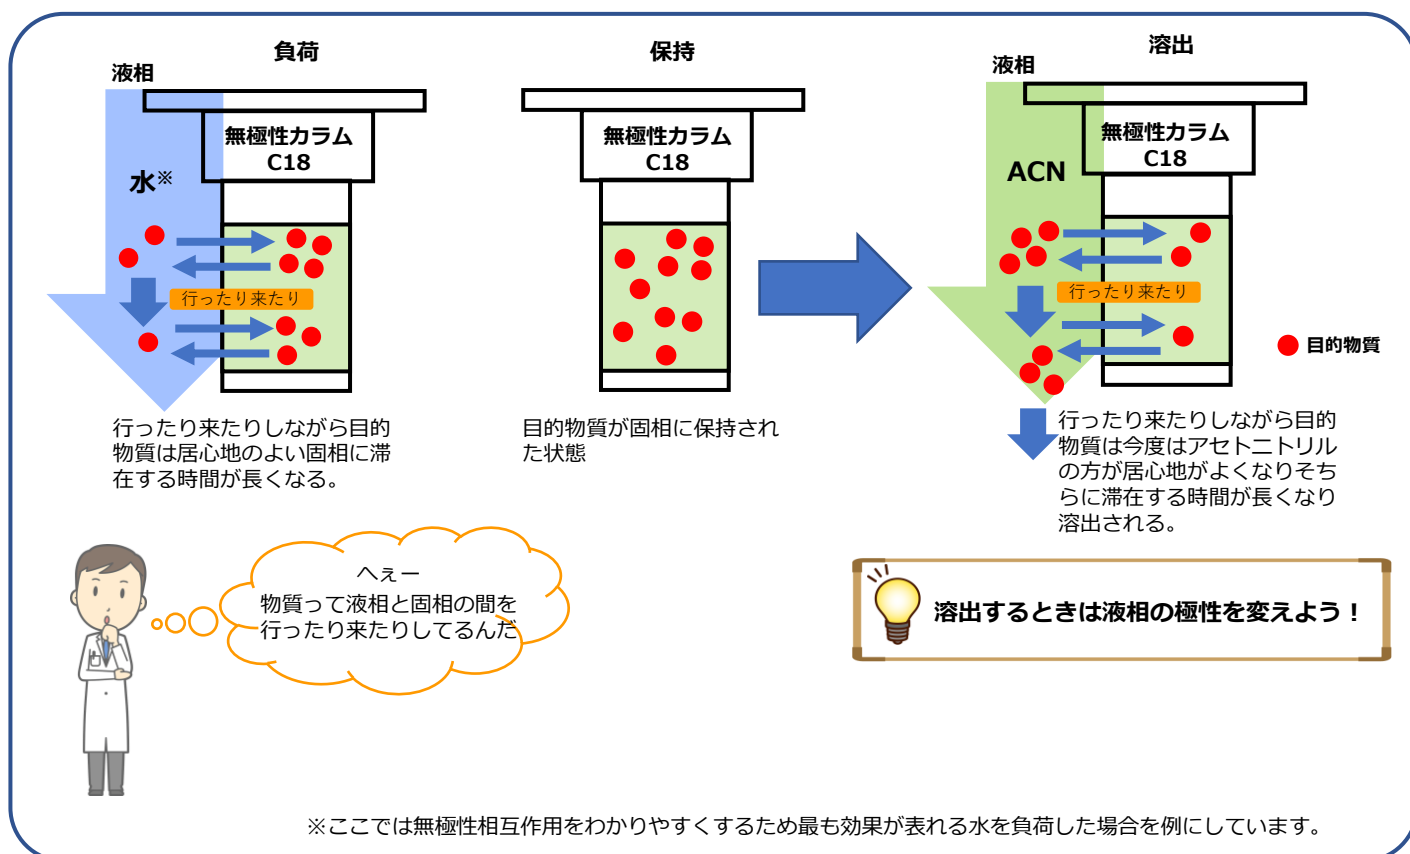 負荷
液相
無極性カラム
C18
水※
行ったり来たり
行ったり来たりしながら目的
物質は居心地のよい固相に滞
在する時間が長くなる。
保持
無極性カラム
C18
目的物質が固相に保持され
た状態
溶出
液相
無極性カラム
C18
ACN
行ったり来たり
目的物質
行ったり来たりしながら目的
物質は今度はアセトニトリル
の方が居心地がよくなりそち
らに滞在する時間が長くなり
溶出される。
へぇー
物質って液相と固相の間を
行ったり来たりしてるんだ
溶出するときは液相の極性を変えよう！
※ここでは無極性相互作用をわかりやすくするため最も効果が表れる水を負荷した場合を例にしています。